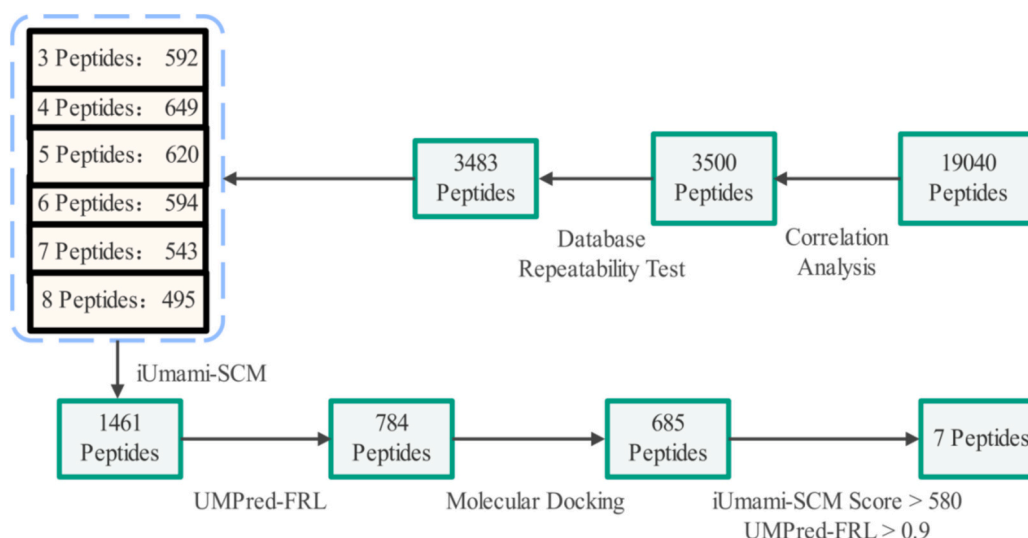 3 Peptides: 592
4 Peptides: 649
5 Peptides: 620
6 Peptides: 594
7 Peptides: 543
8 Peptides: 495
3483
Peptides
3500
Peptides
19040
Peptides
Database
Repeatability Test
Correlation
Analysis
iUmami-SCM
1461
Peptides
784
Peptides
685
Peptides
7 Peptides
UMPred-FRL
Molecular Docking
iUmami-SCM Score > 580
UMPred-FRL > 0.9